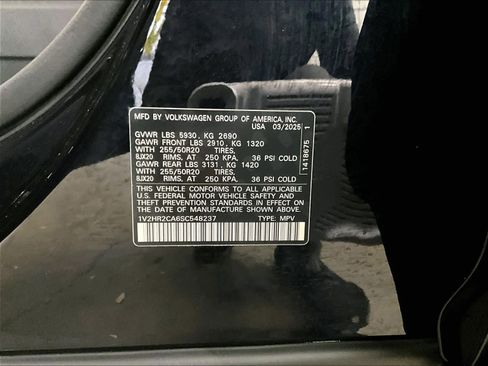 MFD BY VOLKSWAGEN GROUP OF AMERICA, INC.
USA 03/2025
GVWR LBS 5930, KG 2690
GAWR FRONT LBS 2910, KG 1320
WITH 255/50R20 TIRES,
8JX20 RIMS, AT 250 KPA, 36 PSI COLD
GAWR REAR LBS 3131, KG 1420
WITH 255/50R20 TIRES,
8JX20 RIMS, AT 250 KPA, 36 PSI COLD
THIS VEHICLE CONFORMS TO ALL APPLICABLE
U.S. FEDERAL MOTOR VEHICLE SAFETY AND
THEFT PREVENTION STANDARDS IN EFFECT ON THE
DATE OF MANUFACTURE SHOWN ABOVE.
1V2HR2CA6SC548237 TYPE: MPV
1418675 1